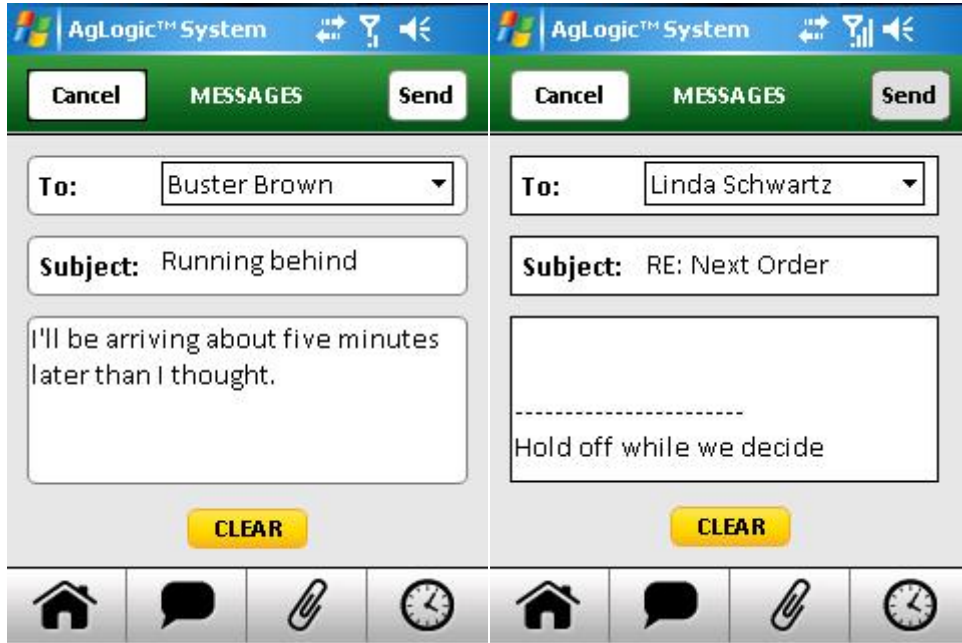 AgLogic™ System
Cancel MESSAGES Send
To: Buster Brown
Subject: Running behind
I'll be arriving about five minutes
later than I thought.
CLEAR
AgLogic™ System
Cancel MESSAGES Send
To: Linda Schwartz
Subject: RE: Next Order
-----------------------
Hold off while we decide
CLEAR